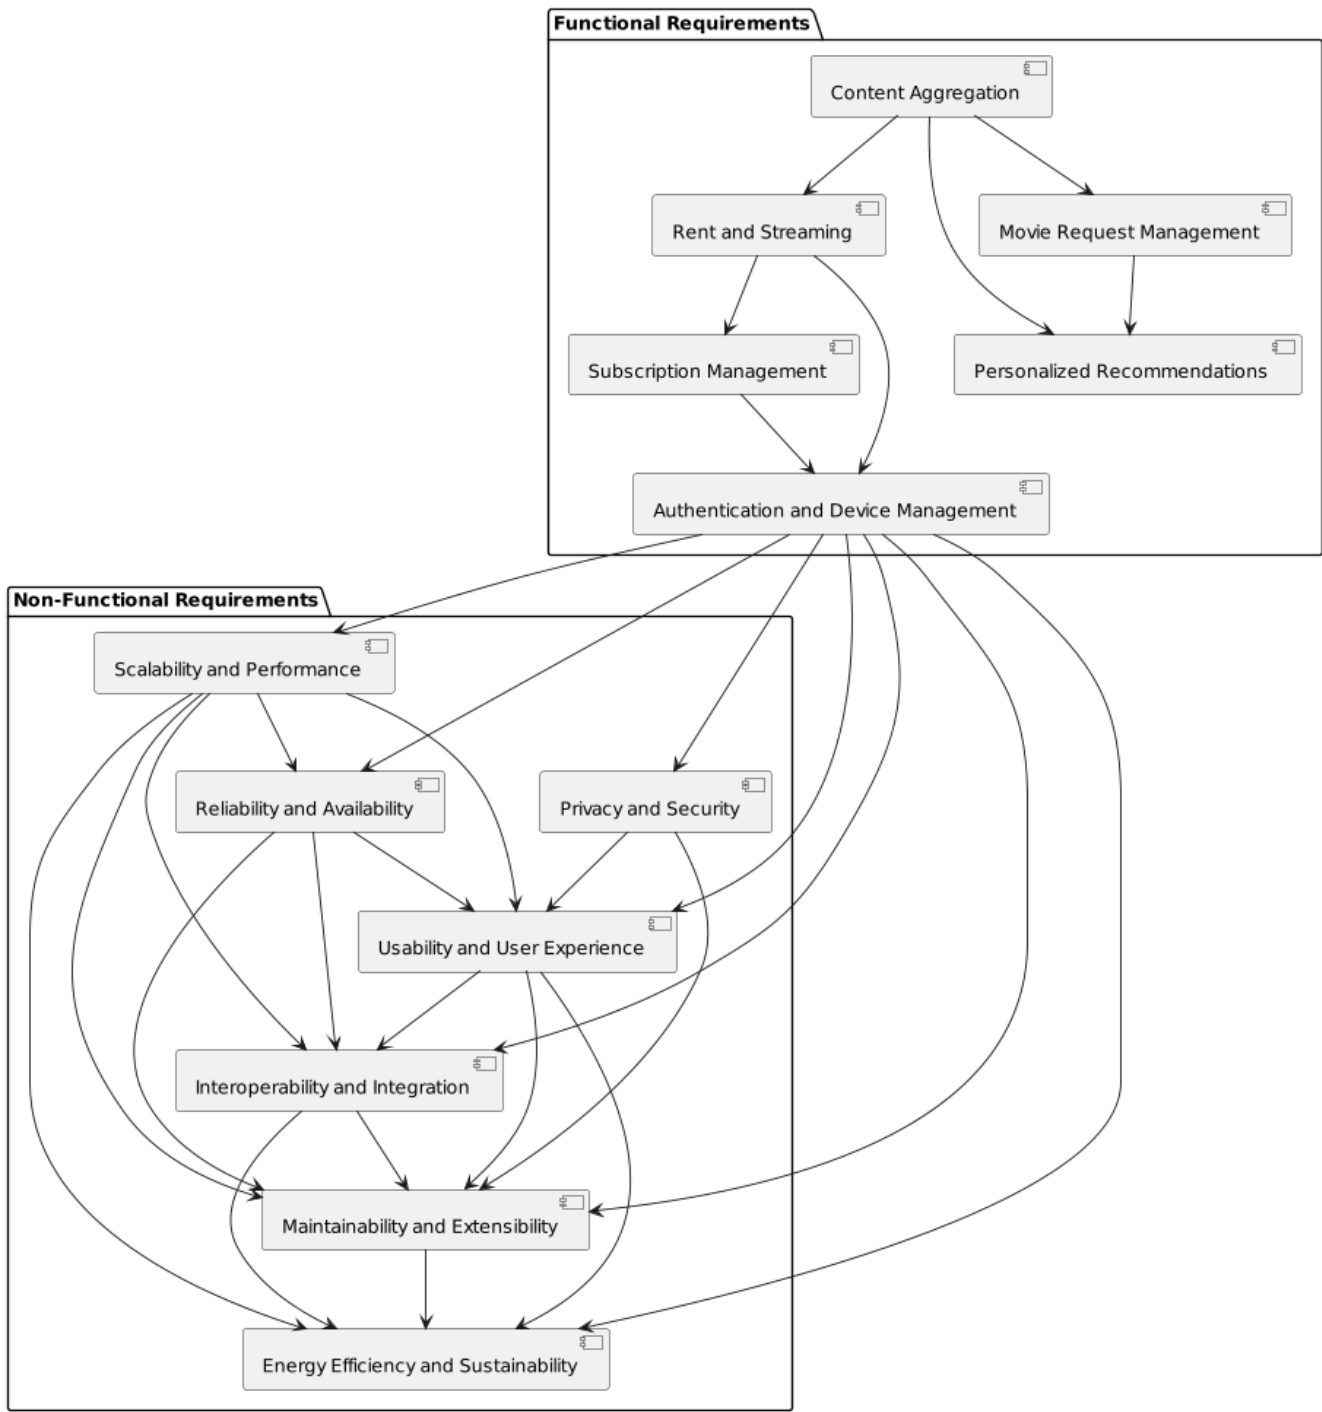 Functional Requirements
Content Aggregation
Rent and Streaming
Movie Request Management
Subscription Management
Personalized Recommendations
Authentication and Device Management
Non-Functional Requirements
Scalability and Performance
Reliability and Availability
Privacy and Security
Usability and User Experience
Interoperability and Integration
Maintainability and Extensibility
Energy Efficiency and Sustainability